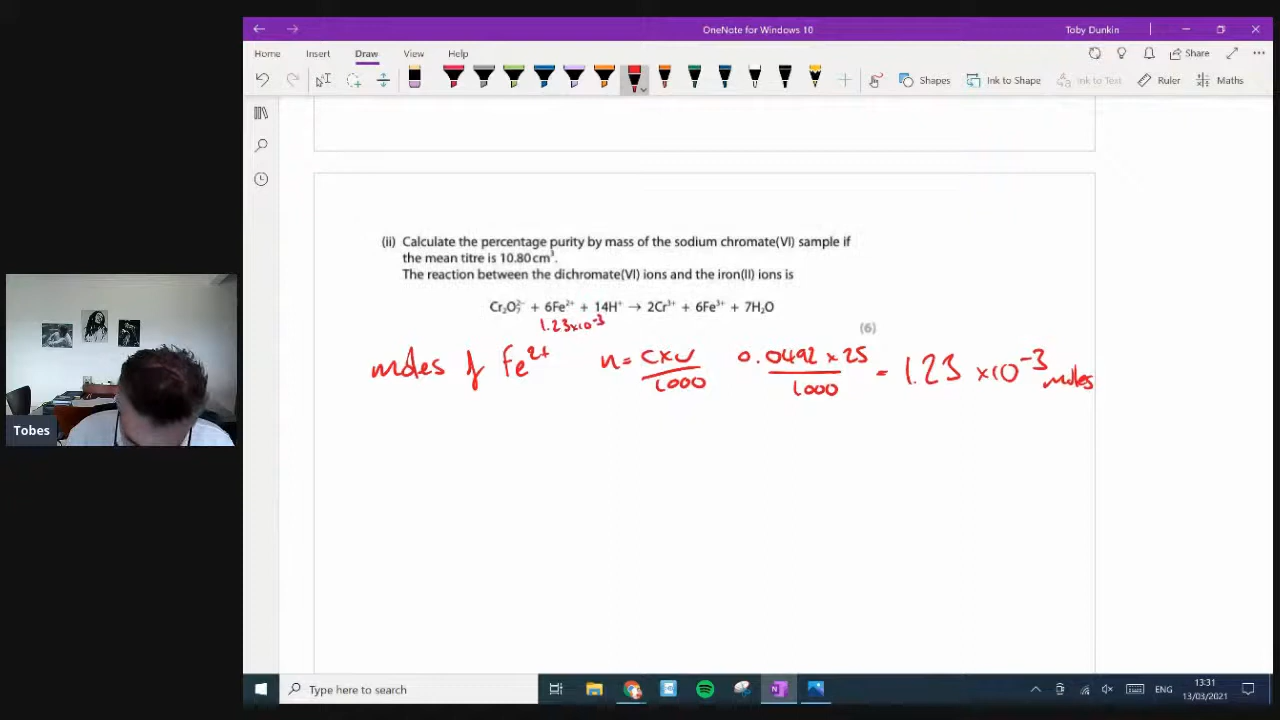 OneNote for Windows 10
Toby Dunkin
Home Insert Draw View Help
Share
Shapes Ink to Shape Ink to Text Ruler Maths
(ii) Calculate the percentage purity by mass of the sodium chromate(VI) sample if
the mean titre is 10.80 cm³.
The reaction between the dichromate(VI) ions and the iron(II) ions is
Cr₂O₇²⁻ + 6Fe²⁺ + 14H⁺ → 2Cr³⁺ + 6Fe³⁺ + 7H₂O
1.23×10⁻³
(6)
moles of Fe²⁺ n = c×v/1000 0.0492 × 25/1000 = 1.23 ×10⁻³ moles
Tobes
Type here to search
ENG
13:31
13/03/2021